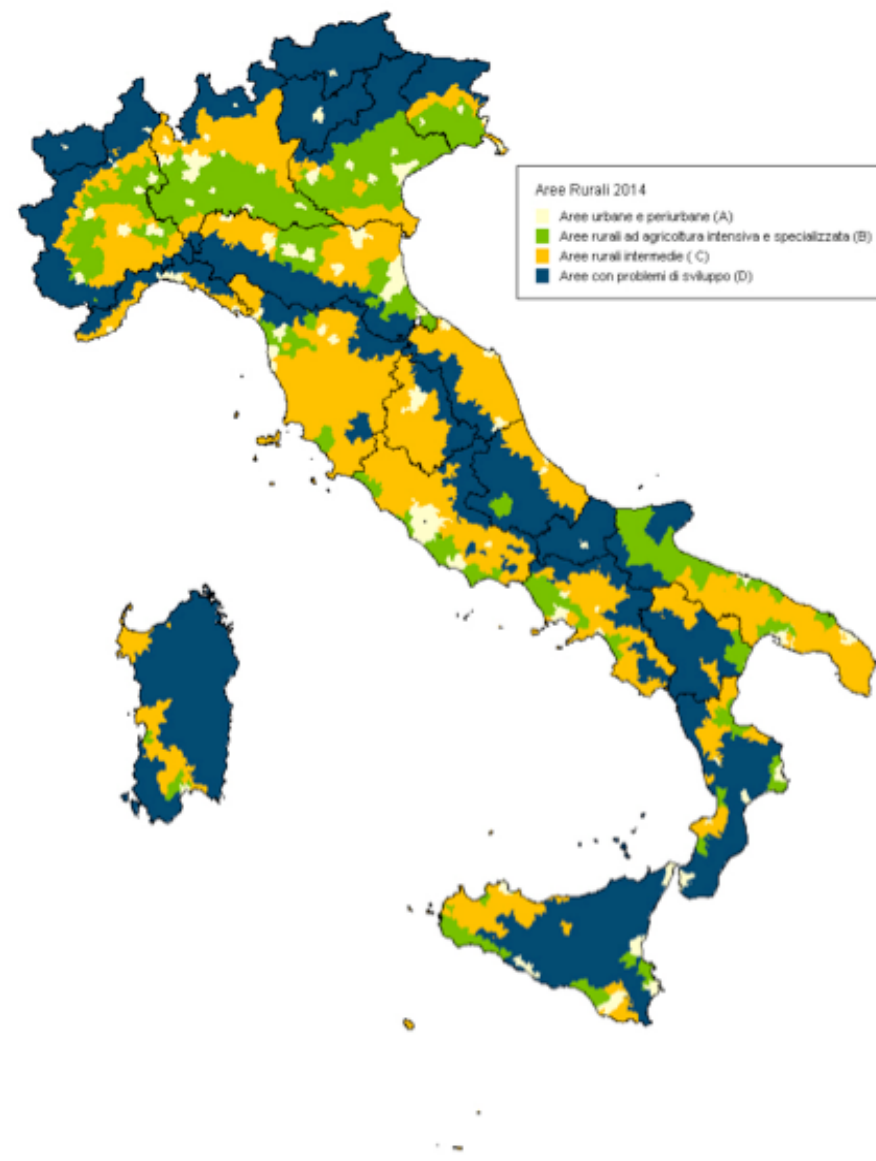 Aree Rurali 2014
Aree urbane e periurbane (A)
Aree rurali ad agricoltura intensiva e specializzata (B)
Aree rurali intermedie ( C)
Aree con problemi di sviluppo (D)